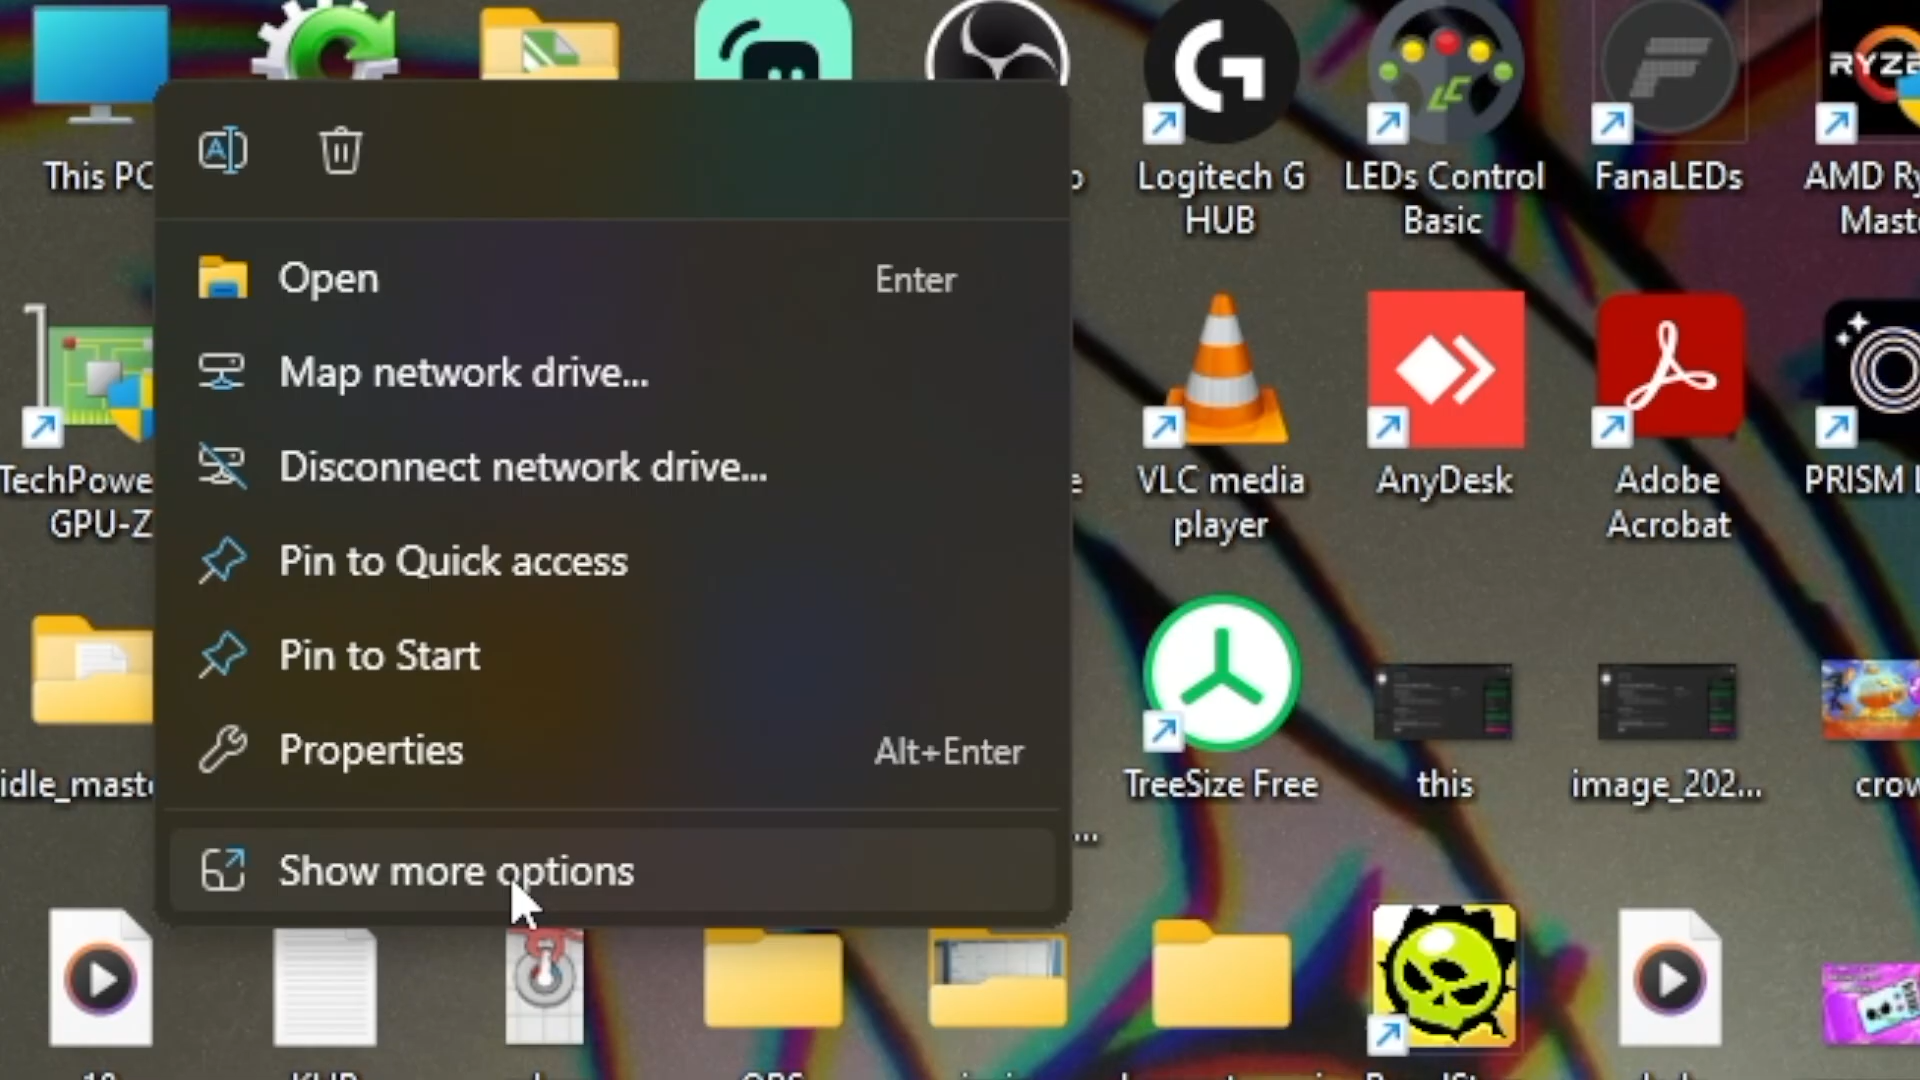 This PC
Logitech G
HUB
LEDs Control
Basic
FanaLEDs
RYZE
AMD Ry
Mast
Open
Enter
Map network drive...
Disconnect network drive...
Pin to Quick access
Pin to Start
Properties
Alt+Enter
Show more options
TechPowe
GPU-Z
VLC media
player
AnyDesk
Adobe
Acrobat
PRISM L
idle_mast
TreeSize Free
this
image_202...
crow
...